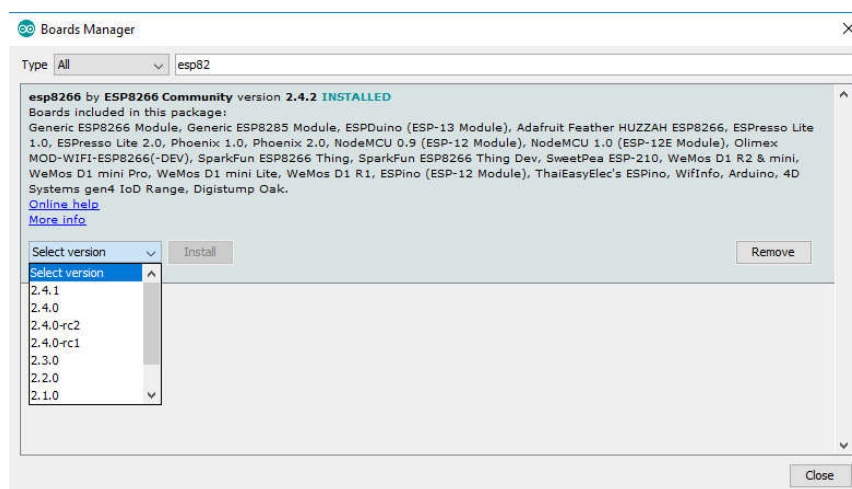 Boards Manager
Type All esp82
esp8266 by ESP8266 Community version 2.4.2 INSTALLED
Boards included in this package:
Generic ESP8266 Module, Generic ESP8285 Module, ESPDuino (ESP-13 Module), Adafruit Feather HUZZAH ESP8266, ESPresso Lite
1.0, ESPresso Lite 2.0, Phoenix 1.0, Phoenix 2.0, NodeMCU 0.9 (ESP-12 Module), NodeMCU 1.0 (ESP-12E Module), Olimex
MOD-WIFI-ESP8266(-DEV), SparkFun ESP8266 Thing, SparkFun ESP8266 Thing Dev, SweetPea ESP-210, WeMos D1 R2 & mini,
WeMos D1 mini Pro, WeMos D1 mini Lite, WeMos D1 R1, ESPino (ESP-12 Module), ThaiEasyElec's ESPino, WifInfo, Arduino, 4D
Systems gen4 IoD Range, Digistump Oak.
Online help
More info
Select version Install Remove
Select version
2.4.1
2.4.0
2.4.0-rc2
2.4.0-rc1
2.3.0
2.2.0
2.1.0
Close